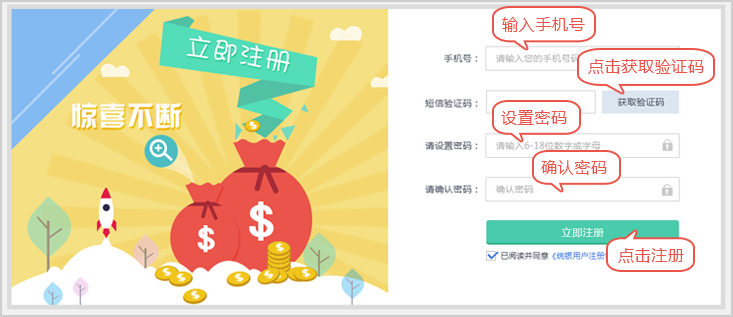 立即注册
惊喜不断
$
$
输入手机号
手机号：
请输入您的手机号码
点击获取验证码
短信验证码：
获取验证码
设置密码
请设置密码：
请输入6-18位数字或字母
确认密码
请确认密码：
确认密码
立即注册
已阅读并同意《统银用户注册
点击注册